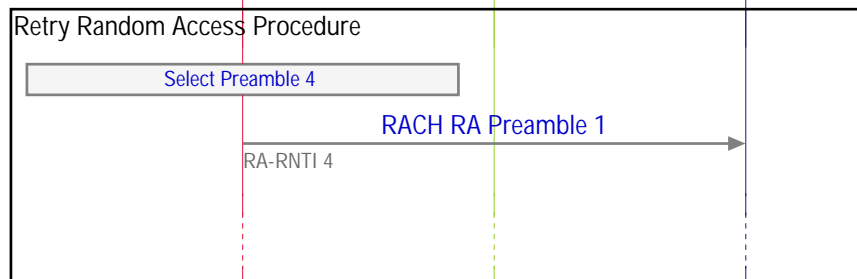 Retry Random Access Procedure
Select Preamble 4
RACH RA Preamble 1
RA-RNTI 4